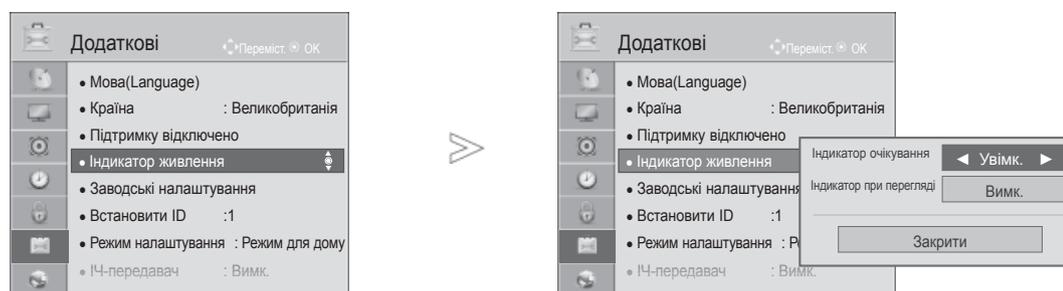 Додаткові
Переміст. OK
• Мова(Language)
• Країна : Великобританія
• Підтримку відключено
• Індикатор живлення
• Заводські налаштування
• Встановити ID :1
• Режим налаштування : Режим для дому
• ІЧ-передавач : Вимк.
Додаткові
Переміст. OK
• Мова(Language)
• Країна : Великобританія
• Підтримку відключено
• Індикатор живлення
• Заводські налаштування
• Встановити ID :1
• Режим налаштування : Р
• ІЧ-передавач : Вимк.
Індикатор очікування ◀ Увімк. ▶
Індикатор при перегляді Вимк.
Закрити